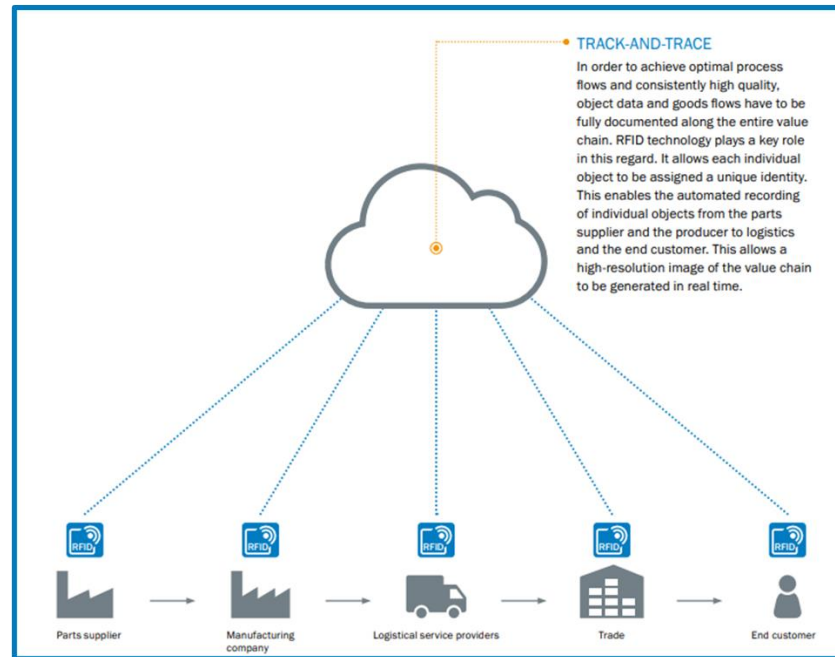 TRACK-AND-TRACE
In order to achieve optimal process
flows and consistently high quality,
object data and goods flows have to be
fully documented along the entire value
chain. RFID technology plays a key role
in this regard. It allows each individual
object to be assigned a unique identity.
This enables the automated recording
of individual objects from the parts
supplier and the producer to logistics
and the end customer. This allows a
high-resolution image of the value chain
to be generated in real time.
RFID
RFID
RFID
RFID
RFID
Parts supplier
Manufacturing
company
Logistical service providers
Trade
End customer